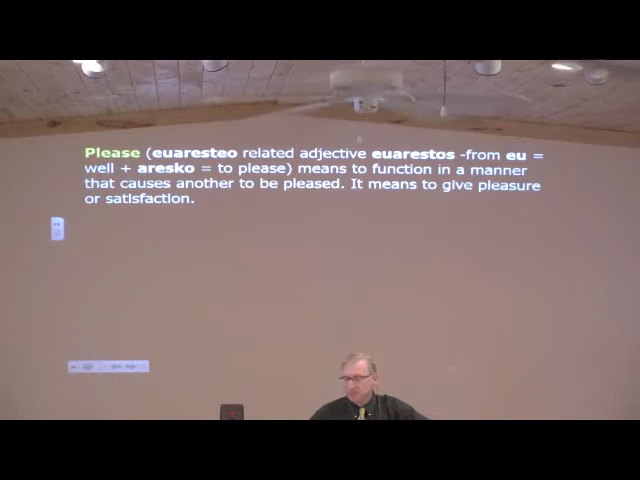 Please (euaresteo related adjective euarestos -from eu =
well + aresko = to please) means to function in a manner
that causes another to be pleased. It means to give pleasure
or satisfaction.